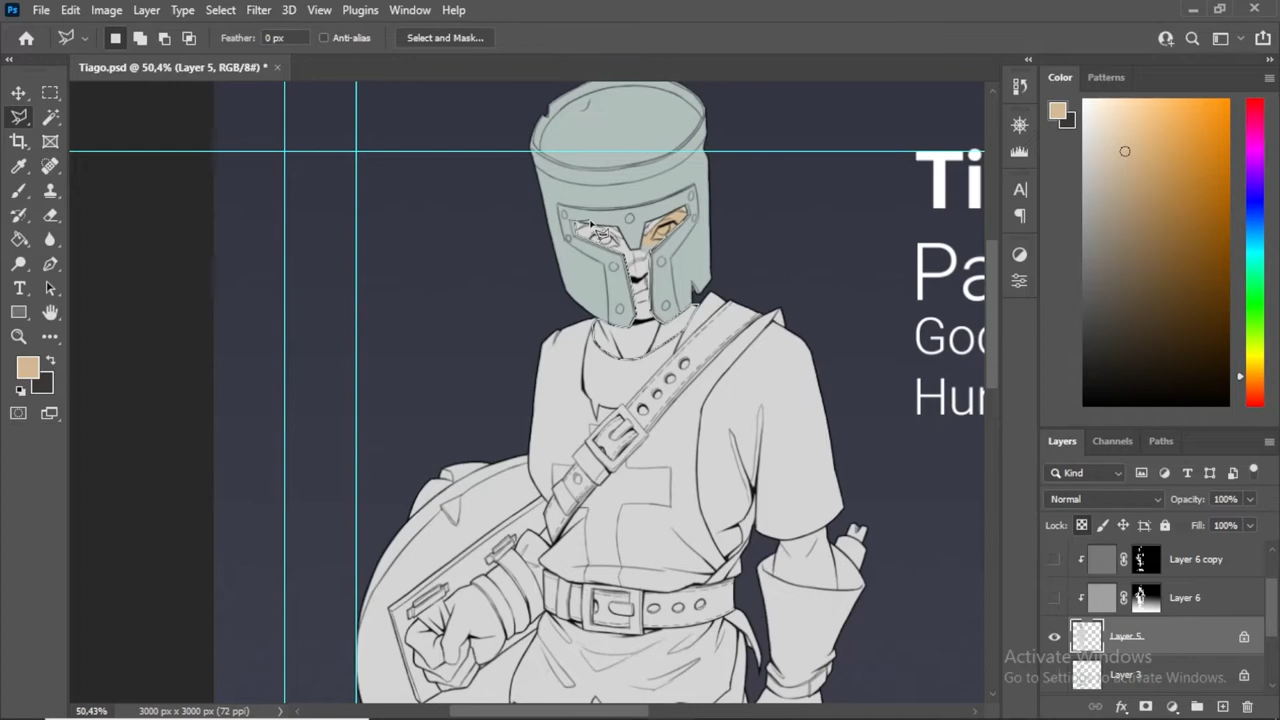 Ps File Edit Image Layer Type Select Filter 3D View Plugins Window Help
Feather: 0 px Anti-alias Select and Mask...
Tiago.psd @ 50,4% (Layer 5, RGB/8#) * ×
Color Patterns
Ti
Pa
God
Hur
Layers Channels Paths
Kind
Normal Opacity: 100%
Lock: Fill: 100%
Layer 6 copy
Layer 6
Layer 5
Layer 3
Activate Windows
Go to Settings to activate Windows.
50,43% 3000 px x 3000 px (72 ppi)